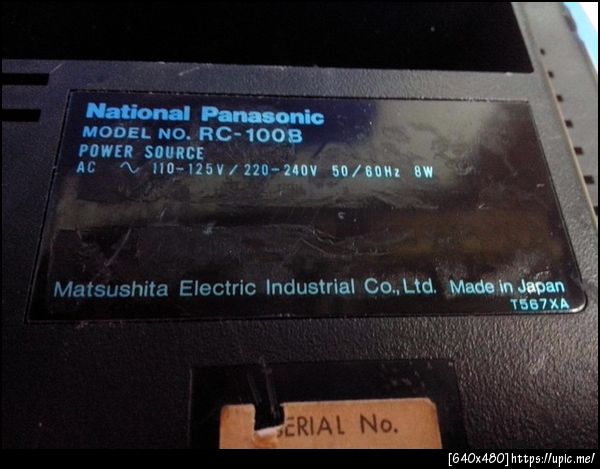 National Panasonic
MODEL NO. RC-100B
POWER SOURCE
AC ∿ 110-125V/220-240V 50/60Hz 8W
Matsushita Electric Industrial Co., Ltd. Made in Japan
T567XA
SERIAL No.
[640x480]https://upic.me/